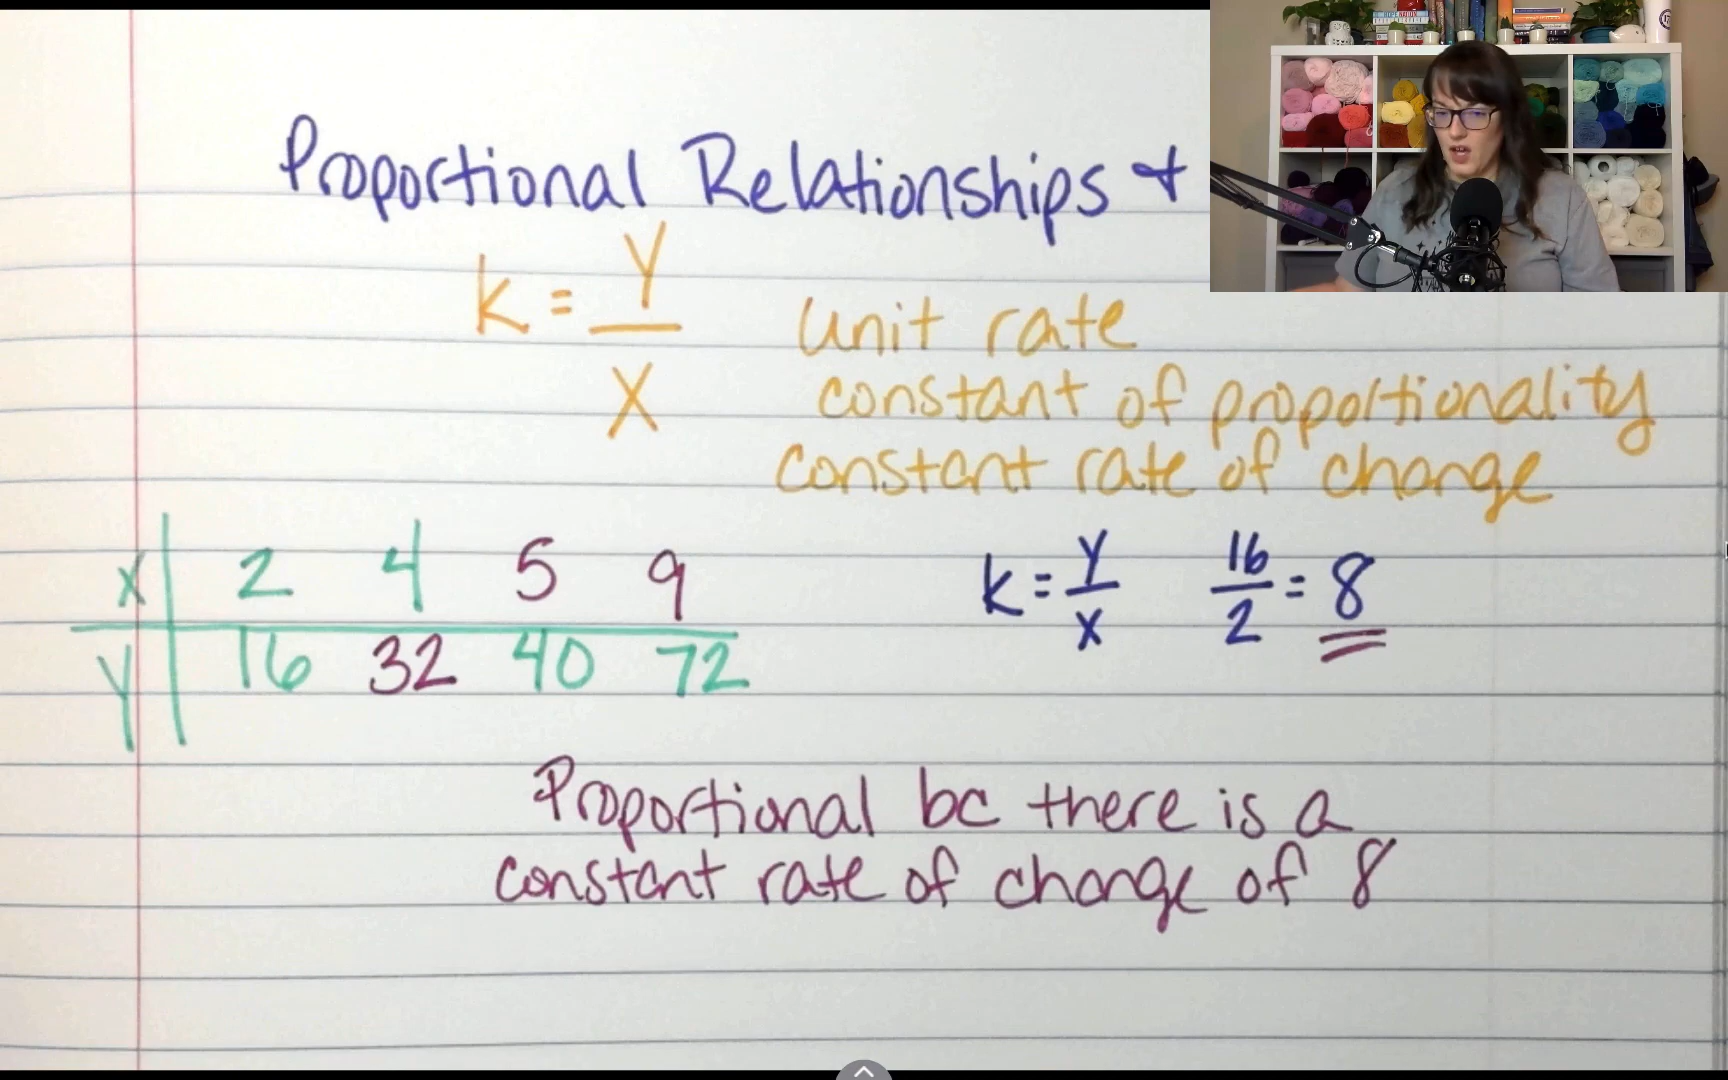 Proportional Relationships +
k = Y
X
unit rate
constant of proportionality
constant rate of change
X 2 4 5 9
Y 16 32 40 72
k = Y/X 16/2 = 8
Proportional bc there is a
constant rate of change of 8